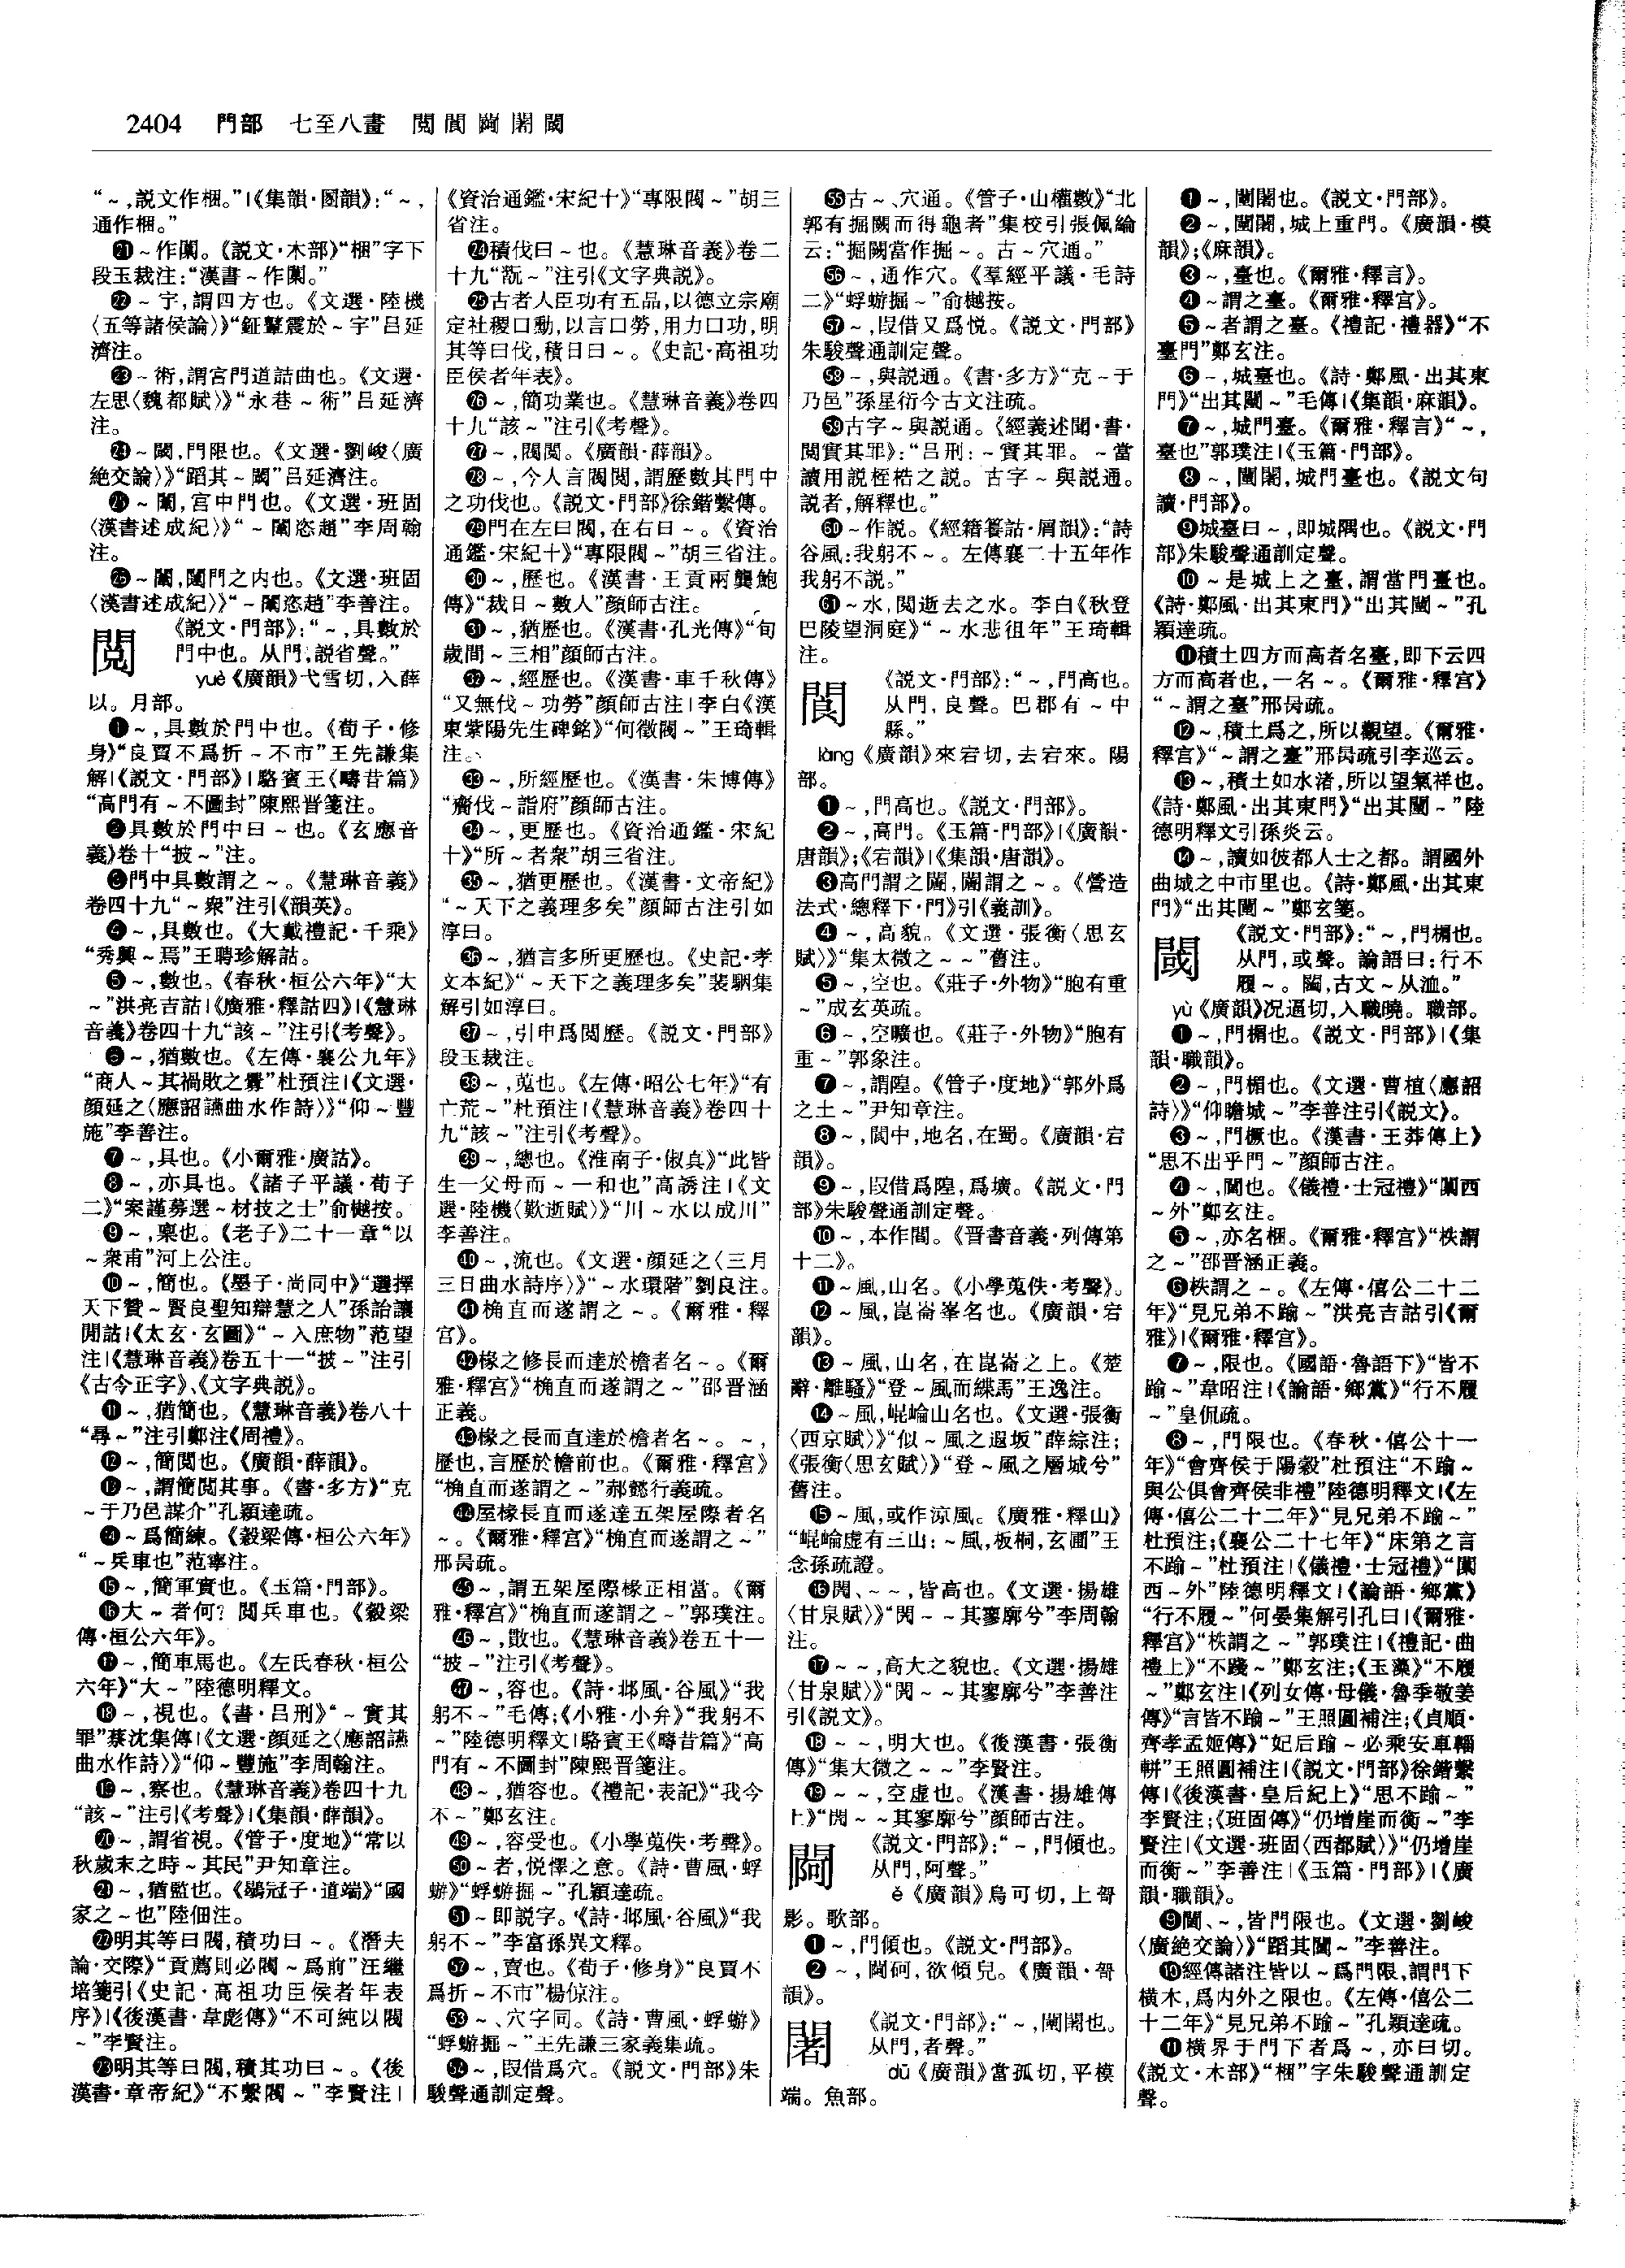 2404 門部 七至八畫 閲閬閜闍閾
“～,説文作梱。”|《集韻·圂韻》:“～,
通作梱。”
㉑～作閫。《説文·木部》“梱”字下
段玉裁注:“漢書～作閫。”
㉒～宇,謂四方也。《文選·陸機
〈五等諸侯論〉》“鉦鼙震於～宇”吕延
濟注。
㉓～術,謂宮門道詰曲也。《文選·
左思〈魏都賦〉》“永巷～術”吕延濟
注。
㉔～閾,門限也。《文選·劉峻〈廣
絶交論〉》“蹈其～閾”吕延濟注。
㉕～闈,宮中門也。《文選·班固
〈漢書述成紀〉》“～闈恣趙”李周翰
注。
㉖～闈,閾門之内也。《文選·班固
〈漢書述成紀〉》“～闈恣趙”李善注。
閲
《説文·門部》:“～,具數於
門中也。从門,説省聲。”
yuè《廣韻》弋雪切,入薛
以。月部。
❶～,具數於門中也。《荀子·修
身》“良賈不爲折～不市”王先謙集
解|《説文·門部》|駱賓王《疇昔篇》
“高門有～不圖封”陳熙晋箋注。
❷具數於門中曰～也。《玄應音
義》卷十“披～”注。
❸門中具數謂之～。《慧琳音義》
卷四十九“～衆”注引《韻英》。
❹～,具數也。《大戴禮記·千乘》
“秀興～焉”王聘珍解詁。
❺～,數也。《春秋·桓公六年》“大
～”洪亮吉詁|《廣雅·釋詁四》|《慧琳
音義》卷四十九“該～”注引《考聲》。
❻～,猶數也。《左傳·襄公九年》
“商人～其禍敗之釁”杜預注|《文選·
顔延之〈應詔讌曲水作詩〉》“仰～豐
施”李善注。
❼～,具也。《小爾雅·廣詁》。
❽～,亦具也。《諸子平議·荀子
二》“案謹募選～材技之士”俞樾按。
❾～,稟也。《老子》二十一章“以
～衆甫”河上公注。
❿～,簡也。《墨子·尚同中》“選擇
天下贊～賢良聖知辯慧之人”孫詒讓
閒詁|《太玄·玄圖》“～入庶物”范望
注|《慧琳音義》卷五十一“披～”注引
《古今正字》、《文字典説》。
⓫～,猶簡也。《慧琳音義》卷八十
“尋～”注引鄭注《周禮》。
⓬～,簡閲也。《廣韻·薛韻》。
⓭～,謂簡閲其事。《書·多方》“克
～于乃邑謀介”孔穎達疏。
⓮～爲簡練。《穀梁傳·桓公六年》
“～兵車也”范寧注。
⓯～,簡軍實也。《玉篇·門部》。
⓰大～者何?閲兵車也。《穀梁
傳·桓公六年》。
⓱～,簡車馬也。《左氏春秋·桓公
六年》“大～”陸德明釋文。
⓲～,視也。《書·吕刑》“～實其
罪”蔡沈集傳|《文選·顔延之〈應詔讌
曲水作詩〉》“仰～豐施”李周翰注。
⓳～,察也。《慧琳音義》卷四十九
“該～”注引《考聲》|《集韻·薛韻》。
⓴～,謂省視。《管子·度地》“常以
秋歲末之時～其民”尹知章注。
㉑～,猶監也。《鶡冠子·道端》“國
家之～也”陸佃注。
㉒明其等曰閥,積功曰～。《潛夫
論·交際》“貢薦則必閥～爲前”汪繼
培箋引《史記·高祖功臣侯者年表
序》|《後漢書·韋彪傳》“不可純以閥
～”李賢注。
㉓明其等曰閥,積其功曰～。《後
漢書·章帝紀》“不繫閥～”李賢注|
《資治通鑑·宋紀十》“專限閥～”胡三
省注。
㉔積伐曰～也。《慧琳音義》卷二
十九“翫～”注引《文字典説》。
㉕古者人臣功有五品,以德立宗廟
定社稷曰勳,以言曰勞,用力曰功,明
其等曰伐,積日曰～。《史記·高祖功
臣侯者年表》。
㉖～,簡功業也。《慧琳音義》卷四
十九“該～”注引《考聲》。
㉗～,閥閲。《廣韻·薛韻》。
㉘～,今人言閥閲,謂歷數其門中
之功伐也。《説文·門部》徐鍇繫傳。
㉙門在左曰閥,在右曰～。《資治
通鑑·宋紀十》“專限閥～”胡三省注。
㉚～,歷也。《漢書·王貢兩龔鮑
傳》“裁日～數人”顔師古注。
㉛～,猶歷也。《漢書·孔光傳》“旬
歲間～三相”顔師古注。
㉜～,經歷也。《漢書·車千秋傳》
“又無伐～功勞”顔師古注|李白《漢
東紫陽先生碑銘》“何徵閥～”王琦輯
注。
㉝～,所經歷也。《漢書·朱博傳》
“齎伐～詣府”顔師古注。
㉞～,更歷也。《資治通鑑·宋紀
十》“所～者衆”胡三省注。
㉟～,猶更歷也。《漢書·文帝紀》
“～天下之義理多矣”顔師古注引如
淳曰。
㊱～,猶言多所更歷也。《史記·孝
文本紀》“～天下之義理多矣”裴駰集
解引如淳曰。
㊲～,引申爲閲歷。《説文·門部》
段玉裁注。
㊳～,蒐也。《左傳·昭公七年》“有
亡荒～”杜預注|《慧琳音義》卷四十
九“該～”注引《考聲》。
㊴～,總也。《淮南子·俶真》“此皆
生一父母而～一和也”高誘注|《文
選·陸機〈歎逝賦〉》“川～水以成川”
李善注。
㊵～,流也。《文選·顔延之〈三月
三日曲水詩序〉》“～水環階”劉良注。
㊶桷直而遂謂之～。《爾雅·釋
宫》。
㊷椽之修長而達於檐者名～。《爾
雅·釋宫》“桷直而遂謂之～”邵晋涵
正義。
㊸椽之長而直達於檐者名～。～,
歷也,言歷於檐前也。《爾雅·釋宫》
“桷直而遂謂之～”郝懿行義疏。
㊹屋椽長直而遂達五架屋際者名
～。《爾雅·釋宫》“桷直而遂謂之～”
邢昺疏。
㊺～,謂五架屋際椽正相當。《爾
雅·釋宫》“桷直而遂謂之～”郭璞注。
㊻～,散也。《慧琳音義》卷五十一
“披～”注引《考聲》。
㊼～,容也。《詩·邶風·谷風》“我
躬不～”毛傳;《小雅·小弁》“我躬不
～”陸德明釋文|駱賓王《疇昔篇》“高
門有～不圖封”陳熙晋箋注。
㊽～,猶容也。《禮記·表記》“我今
不～”鄭玄注。
㊾～,容受也。《小學蒐佚·考聲》。
㊿～者,悦懌之意。《詩·曹風·蜉
蝣》“蜉蝣掘～”孔穎達疏。
51～即説字。《詩·邶風·谷風》“我
躬不～”李富孫異文釋。
52～,賣也。《荀子·修身》“良賈不
爲折～不市”楊倞注。
53～、穴字同。《詩·曹風·蜉蝣》
“蜉蝣掘～”王先謙三家義集疏。
54～,叚借爲穴。《説文·門部》朱
駿聲通訓定聲。
55古～、穴通。《管子·山權數》“北
郭有掘闕而得龜者”集校引張佩綸
云:“掘闕當作掘～。古～穴通。”
56～,通作穴。《羣經平議·毛詩
二》“蜉蝣掘～”俞樾按。
57～,叚借又爲悦。《説文·門部》
朱駿聲通訓定聲。
58～,與説通。《書·多方》“克～于
乃邑”孫星衍今古文注疏。
59古字～與説通。《經義述聞·書·
閲實其罪》:“吕刑:～實其罪。～當
讀用説桎梏之説。古字～與説通。
説者,解釋也。”
60～作説。《經籍籑詁·屑韻》:“詩
谷風:我躬不～。左傳襄二十五年作
我躬不説。”
61～水,閲逝去之水。李白《秋登
巴陵望洞庭》“～水悲徂年”王琦輯
注。
閬
《説文·門部》:“～,門高也。
从門,良聲。巴郡有～中
縣。”
làng《廣韻》來宕切,去宕來。陽
部。
❶～,門高也。《説文·門部》。
❷～,高門。《玉篇·門部》|《廣韻·
唐韻》;《宕韻》|《集韻·唐韻》。
❸高門謂之闌,闌謂之～。《營造
法式·總釋下·門》引《義訓》。
❹～,高貌。《文選·張衡〈思玄
賦〉》“集太微之～～”舊注。
❺～,空也。《莊子·外物》“胞有重
～”成玄英疏。
❻～,空曠也。《莊子·外物》“胞有
重～”郭象注。
❼～,謂隍。《管子·度地》“郭外爲
之土～”尹知章注。
❽～,閬中,地名,在蜀。《廣韻·宕
韻》。
❾～,叚借爲隍,爲壙。《説文·門
部》朱駿聲通訓定聲。
❿～,本作閭。《晋書音義·列傳第
十二》。
⓫～風,山名。《小學蒐佚·考聲》。
⓬～風,崑崙峯名也。《廣韻·宕
韻》。
⓭～風,山名,在崑崙之上。《楚
辭·離騷》“登～風而緤馬”王逸注。
⓮～風,崐崘山名也。《文選·張衡
〈西京賦〉》“似～風之遐坂”薛綜注;
《張衡〈思玄賦〉》“登～風之層城兮”
舊注。
⓯～風,或作涼風。《廣雅·釋山》
“崐崘虚有三山:～風,板桐,玄圃”王
念孫疏證。
⓰閌、～～,皆高也。《文選·揚雄
〈甘泉賦〉》“閌～～其寥廓兮”李周翰
注。
⓱～～,高大之貌也。《文選·揚雄
〈甘泉賦〉》“閌～～其寥廓兮”李善注
引《説文》。
⓲～～,明大也。《後漢書·張衡
傳》“集大微之～～”李賢注。
⓳～～,空虚也。《漢書·揚雄傳
上》“閌～～其寥廓兮”顔師古注。
閜
《説文·門部》:“～,門傾也。
从門,阿聲。”
ě《廣韻》烏可切,上哿
影。歌部。
❶～,門傾也。《説文·門部》。
❷～,閜砢,欲傾皃。《廣韻·哿
韻》。
闍
《説文·門部》:“～,闉闍也。
从門,者聲。”
dū《廣韻》當孤切,平模
端。魚部。
❶～,闉闍也。《説文·門部》。
❷～,闉闍,城上重門。《廣韻·模
韻》;《麻韻》。
❸～,臺也。《爾雅·釋言》。
❹～謂之臺。《爾雅·釋宫》。
❺～者謂之臺。《禮記·禮器》“不
臺門”鄭玄注。
❻～,城臺也。《詩·鄭風·出其東
門》“出其闉～”毛傳|《集韻·麻韻》。
❼～,城門臺。《爾雅·釋言》“～,
臺也”郭璞注|《玉篇·門部》。
❽～,闉闍,城門臺也。《説文句
讀·門部》。
❾城臺曰～,即城隅也。《説文·門
部》朱駿聲通訓定聲。
❿～是城上之臺,謂當門臺也。
《詩·鄭風·出其東門》“出其闉～”孔
穎達疏。
⓫積土四方而高者名臺,即下云四
方而高者也,一名～。《爾雅·釋宫》
“～謂之臺”邢昺疏。
⓬～,積土爲之,所以觀望。《爾雅·
釋宫》“～謂之臺”邢昺疏引李巡云。
⓭～,積土如水渚,所以望氣祥也。
《詩·鄭風·出其東門》“出其闉～”陸
德明釋文引孫炎云。
⓮～,讀如彼都人士之都。謂國外
曲城之中市里也。《詩·鄭風·出其東
門》“出其闉～”鄭玄箋。
閾
《説文·門部》:“～,門榍也。
从門,或聲。論語曰:行不
履～。䦗,古文～从洫。”
yù《廣韻》况逼切,入職曉。職部。
❶～,門榍也。《説文·門部》|《集
韻·職韻》。
❷～,門楣也。《文選·曹植〈應詔
詩〉》“仰瞻城～”李善注引《説文》。
❸～,門橛也。《漢書·王莽傳上》
“思不出乎門～”顔師古注。
❹～,閫也。《儀禮·士冠禮》“闑西
～外”鄭玄注。
❺～,亦名梱。《爾雅·釋宫》“柣謂
之～”邵晋涵正義。
❻柣謂之～。《左傳·僖公二十二
年》“見兄弟不踰～”洪亮吉詁引《爾
雅》|《爾雅·釋宫》。
❼～,限也。《國語·魯語下》“皆不
踰～”韋昭注|《論語·鄉黨》“行不履
～”皇侃疏。
❽～,門限也。《春秋·僖公十一
年》“會齊侯于陽穀”杜預注“不踰～
與公俱會齊侯非禮”陸德明釋文|《左
傳·僖公二十二年》“見兄弟不踰～”
杜預注;《襄公二十七年》“床第之言
不踰～”杜預注|《儀禮·士冠禮》“闑
西～外”陸德明釋文|《論語·鄉黨》
“行不履～”何晏集解引孔曰|《爾雅·
釋宫》“柣謂之～”郭璞注|《禮記·曲
禮上》“不踐～”鄭玄注;《玉藻》“不履
～”鄭玄注|《列女傳·母儀·魯季敬姜
傳》“言皆不踰～”王照圓補注;《貞順·
齊孝孟姬傳》“妃后踰～必乘安車輜
軿”王照圓補注|《説文·門部》徐鍇繫
傳|《後漢書·皇后紀上》“思不踰～”
李賢注;《班固傳》“仍增崖而衡～”李
賢注|《文選·班固〈西都賦〉》“仍增崖
而衡～”李善注|《玉篇·門部》|《廣
韻·職韻》。
❾閫、～,皆門限也。《文選·劉峻
〈廣絶交論〉》“蹈其閫～”李善注。
❿經傳諸注皆以～爲門限,謂門下
横木,爲内外之限也。《左傳·僖公二
十二年》“見兄弟不踰～”孔穎達疏。
⓫横界于門下者爲～,亦曰切。
《説文·木部》“梱”字朱駿聲通訓定
聲。